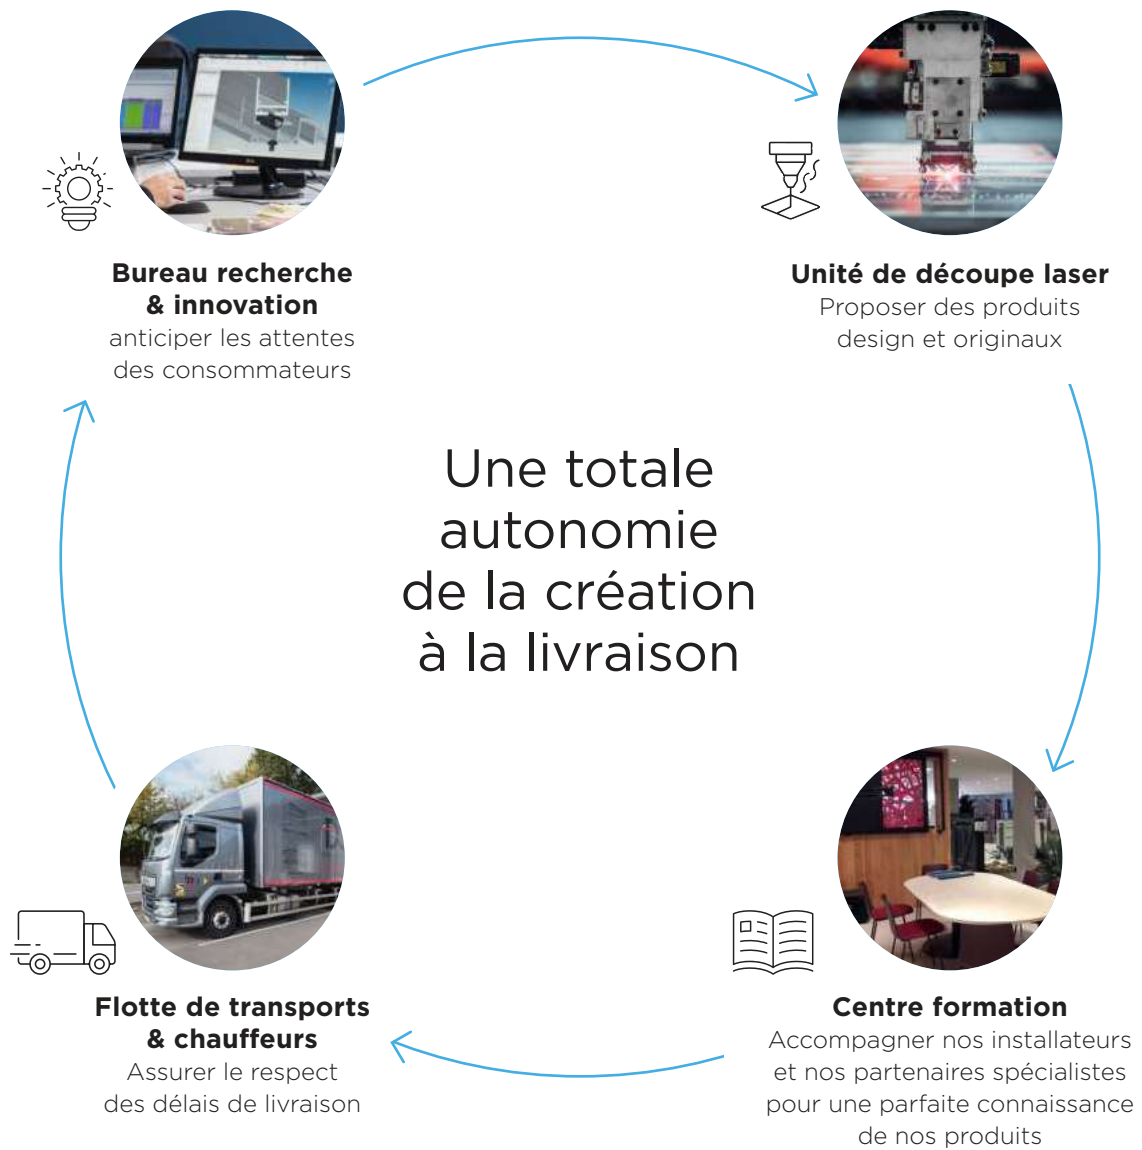 Bureau recherche
& innovation
anticiper les attentes
des consommateurs
Unité de découpe laser
Proposer des produits
design et originaux
Une totale
autonomie
de la création
à la livraison
Flotte de transports
& chauffeurs
Assurer le respect
des délais de livraison
Centre formation
Accompagner nos installateurs
et nos partenaires spécialistes
pour une parfaite connaissance
de nos produits